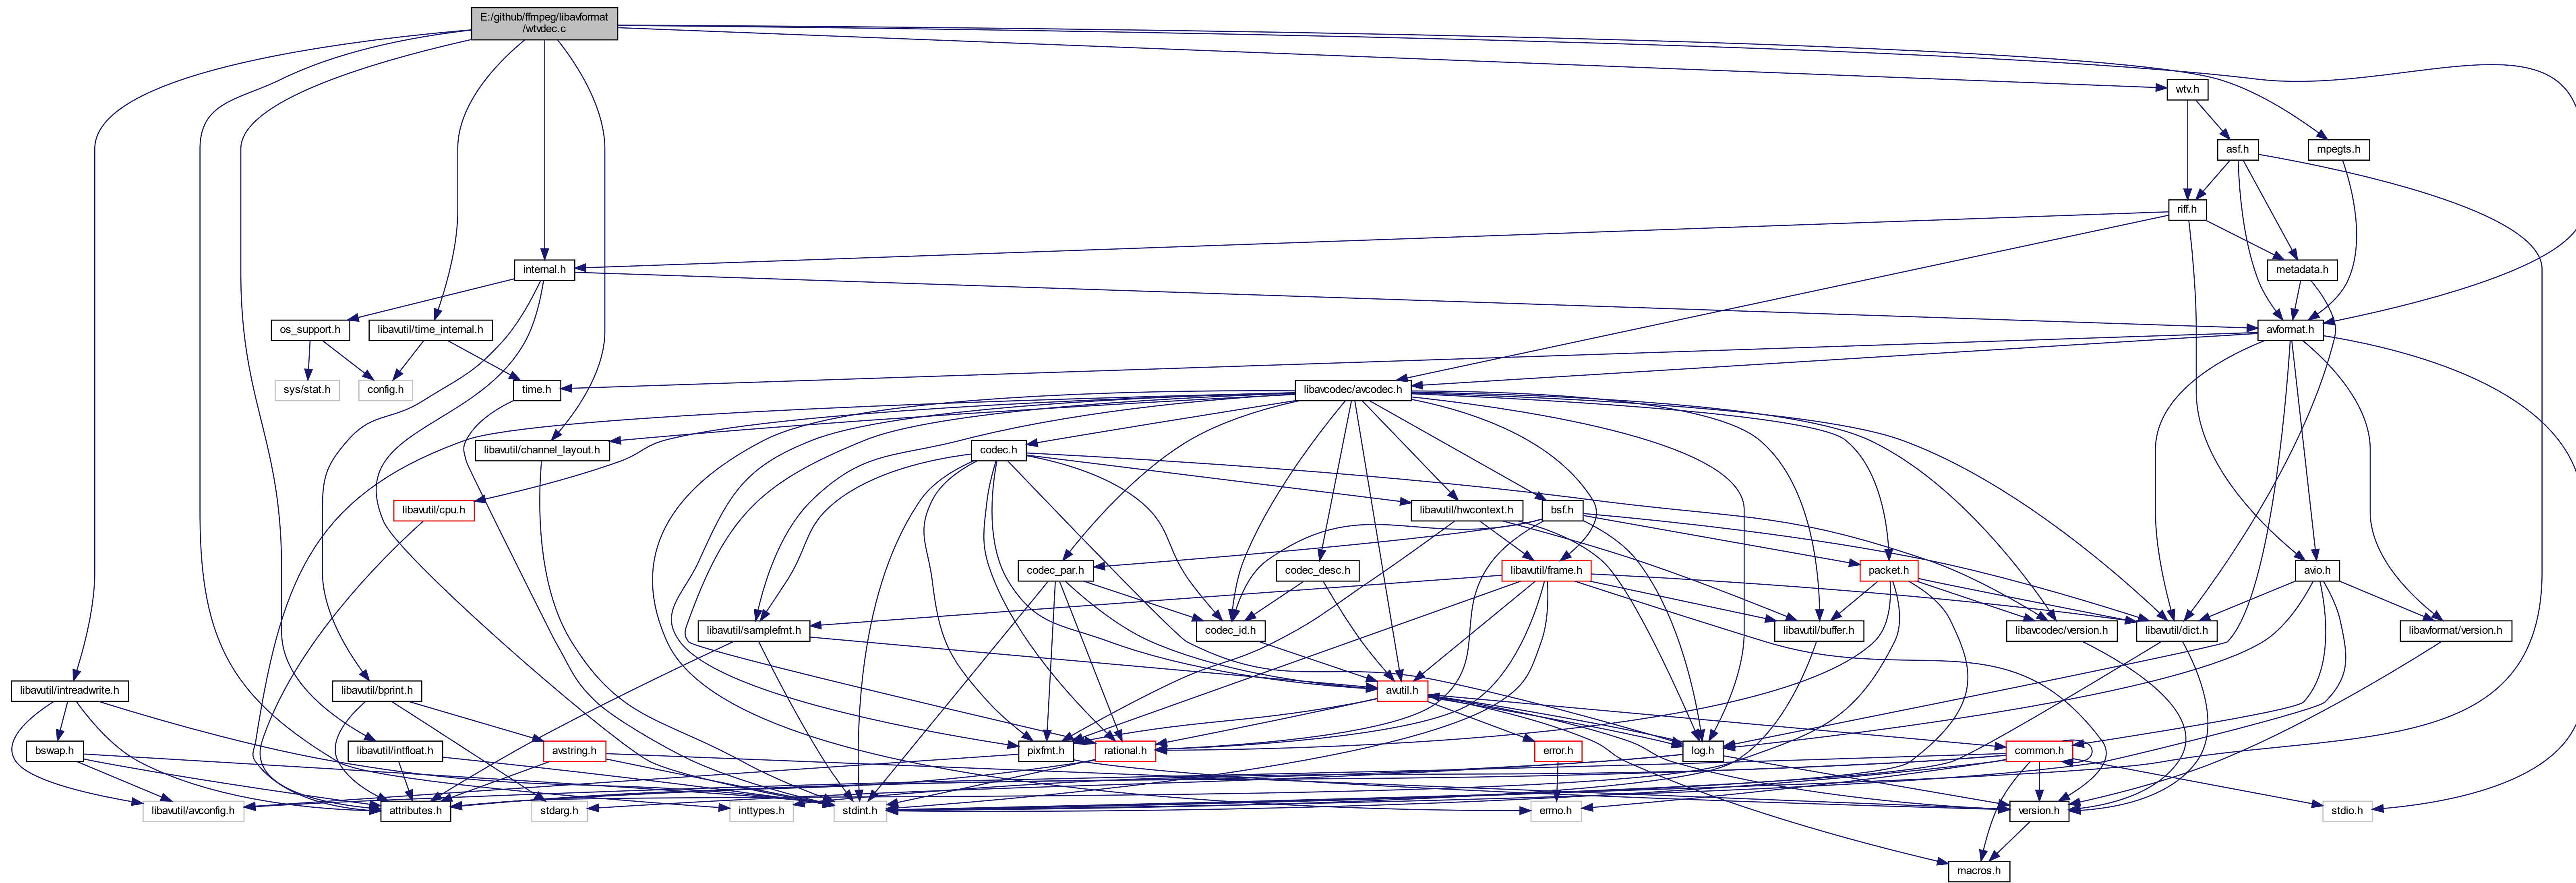 E:/github/ffmpeg/libavformat
/wtvdec.c
wtv.h
asf.h
mpegts.h
riff.h
internal.h
metadata.h
os_support.h
libavutil/time_internal.h
avformat.h
sys/stat.h
config.h
time.h
libavcodec/avcodec.h
libavutil/channel_layout.h
codec.h
libavutil/cpu.h
libavutil/hwcontext.h
bsf.h
codec_par.h
codec_desc.h
libavutil/frame.h
packet.h
avio.h
libavutil/samplefmt.h
codec_id.h
libavutil/buffer.h
libavcodec/version.h
libavutil/dict.h
libavformat/version.h
libavutil/intreadwrite.h
libavutil/bprint.h
avutil.h
bswap.h
libavutil/intfloat.h
avstring.h
pixfmt.h
rational.h
error.h
log.h
common.h
libavutil/avconfig.h
attributes.h
stdarg.h
inttypes.h
stdint.h
errno.h
version.h
stdio.h
macros.h